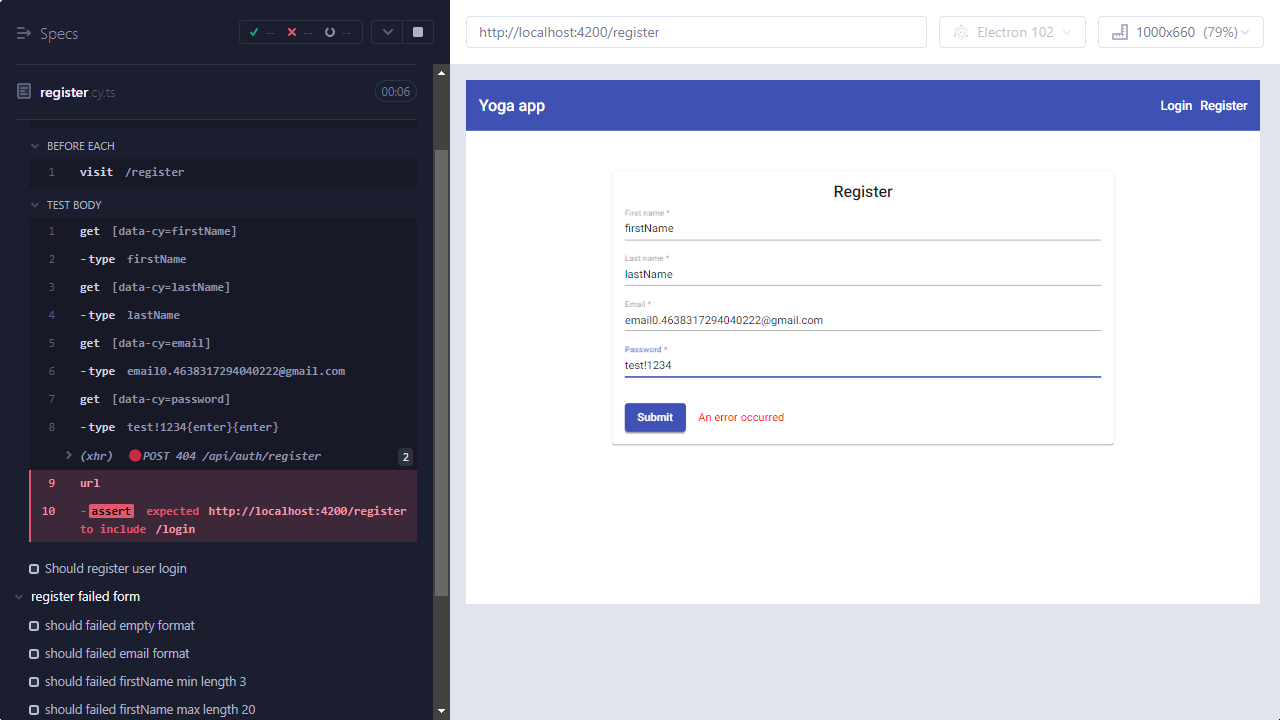 Specs
-- -- --
register.cy.ts
00:06
BEFORE EACH
1 visit /register
TEST BODY
1 get [data-cy=firstName]
2 -type firstName
3 get [data-cy=lastName]
4 -type lastName
5 get [data-cy=email]
6 -type email0.4638317294040222@gmail.com
7 get [data-cy=password]
8 -type test!1234{enter}{enter}
(xhr) POST 404 /api/auth/register 2
9 url
10 -assert expected http://localhost:4200/register
to include /login
Should register user login
register failed form
should failed empty format
should failed email format
should failed firstName min length 3
should failed firstName max length 20
http://localhost:4200/register
Electron 102
1000x660 (79%)
Yoga app
Login Register
Register
First name *
firstName
Last name *
lastName
Email *
email0.4638317294040222@gmail.com
Password *
test!1234
Submit An error occurred